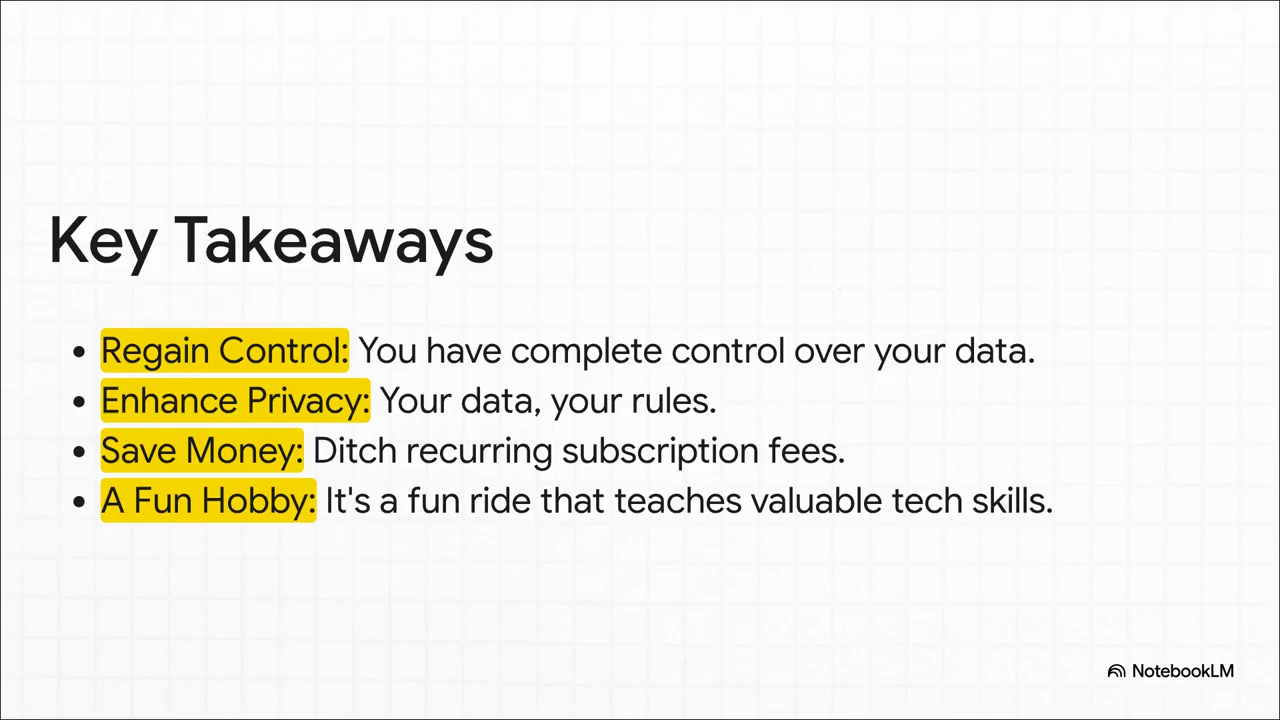 Key Takeaways
• Regain Control: You have complete control over your data.
• Enhance Privacy: Your data, your rules.
• Save Money: Ditch recurring subscription fees.
• A Fun Hobby: It's a fun ride that teaches valuable tech skills.
NotebookLM